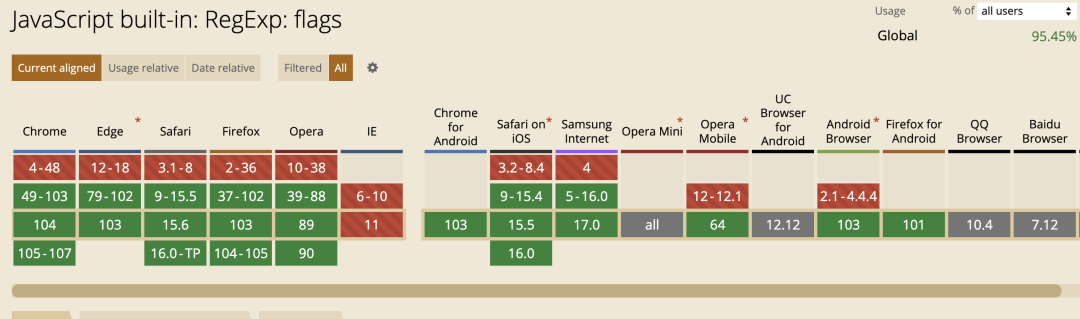 JavaScript built-in: RegExp: flags
Usage % of all users
Global 95.45%
Current aligned Usage relative Date relative Filtered All
Chrome Edge * Safari Firefox Opera IE Chrome for Android Safari on iOS * Samsung Internet Opera Mini * Opera Mobile * UC Browser for Android Android Browser * Firefox for Android QQ Browser Baidu Browser
4-48 12-18 3.1-8 2-36 10-38 3.2-8.4 4
49-103 79-102 9-15.5 37-102 39-88 6-10 9-15.4 5-16.0 12-12.1 2.1-4.4.4
104 103 15.6 103 89 11 103 15.5 17.0 all 64 12.12 103 101 10.4 7.12
105-107 16.0-TP 104-105 90 16.0